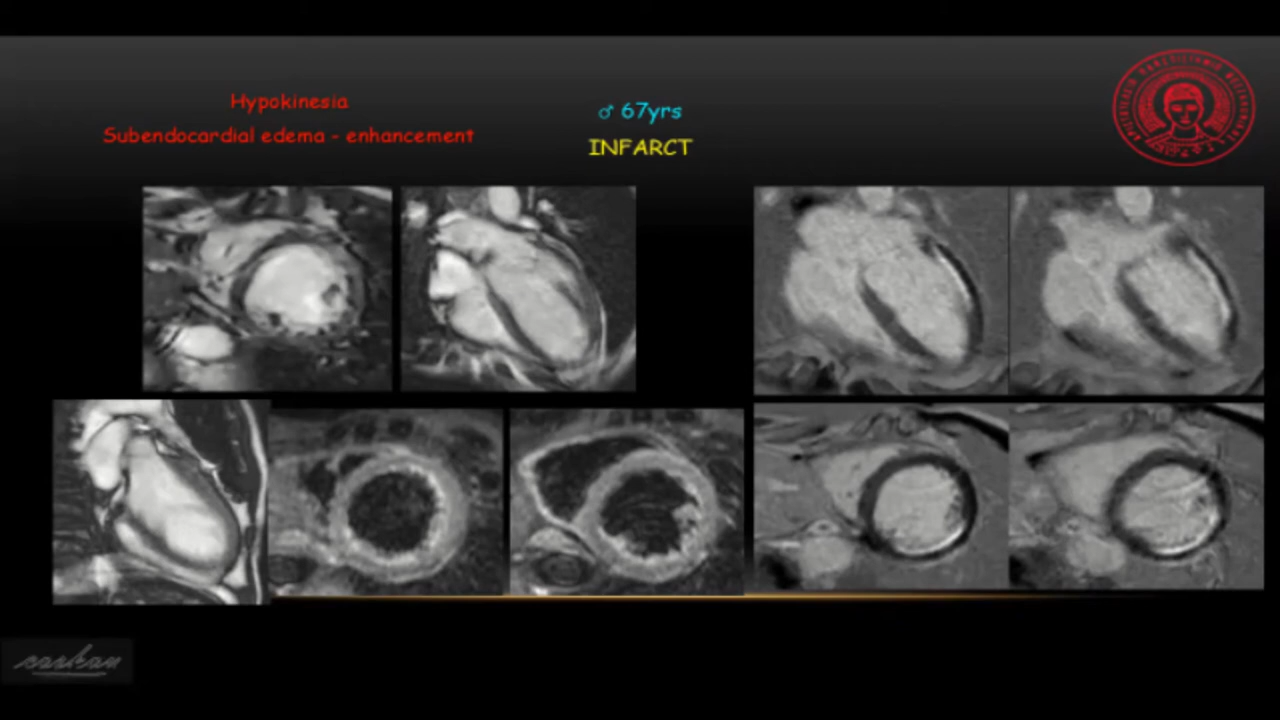 Hypokinesia
Subendocardial edema - enhancement
♂ 67yrs
INFARCT